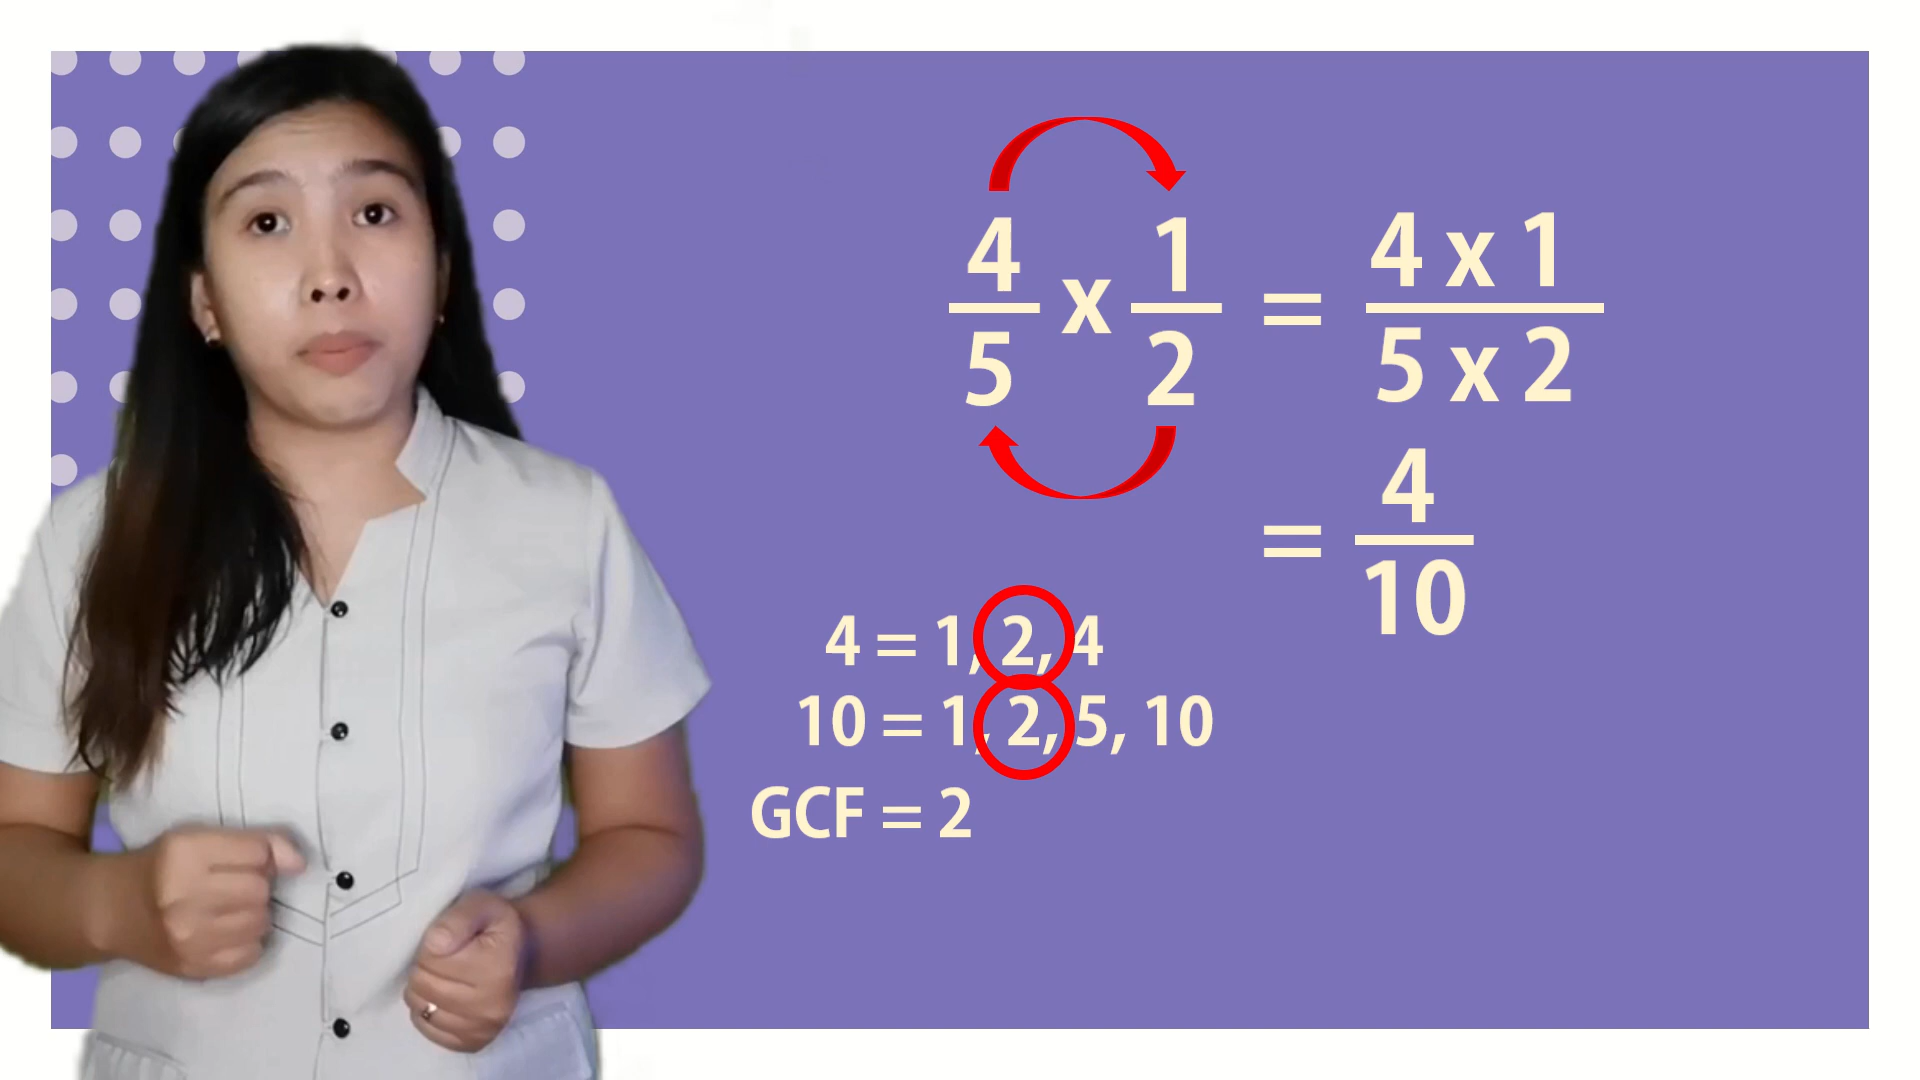 4/5 x 1/2 = 4 x 1/5 x 2
= 4/10
4 = 1, 2, 4
10 = 1, 2, 5, 10
GCF = 2